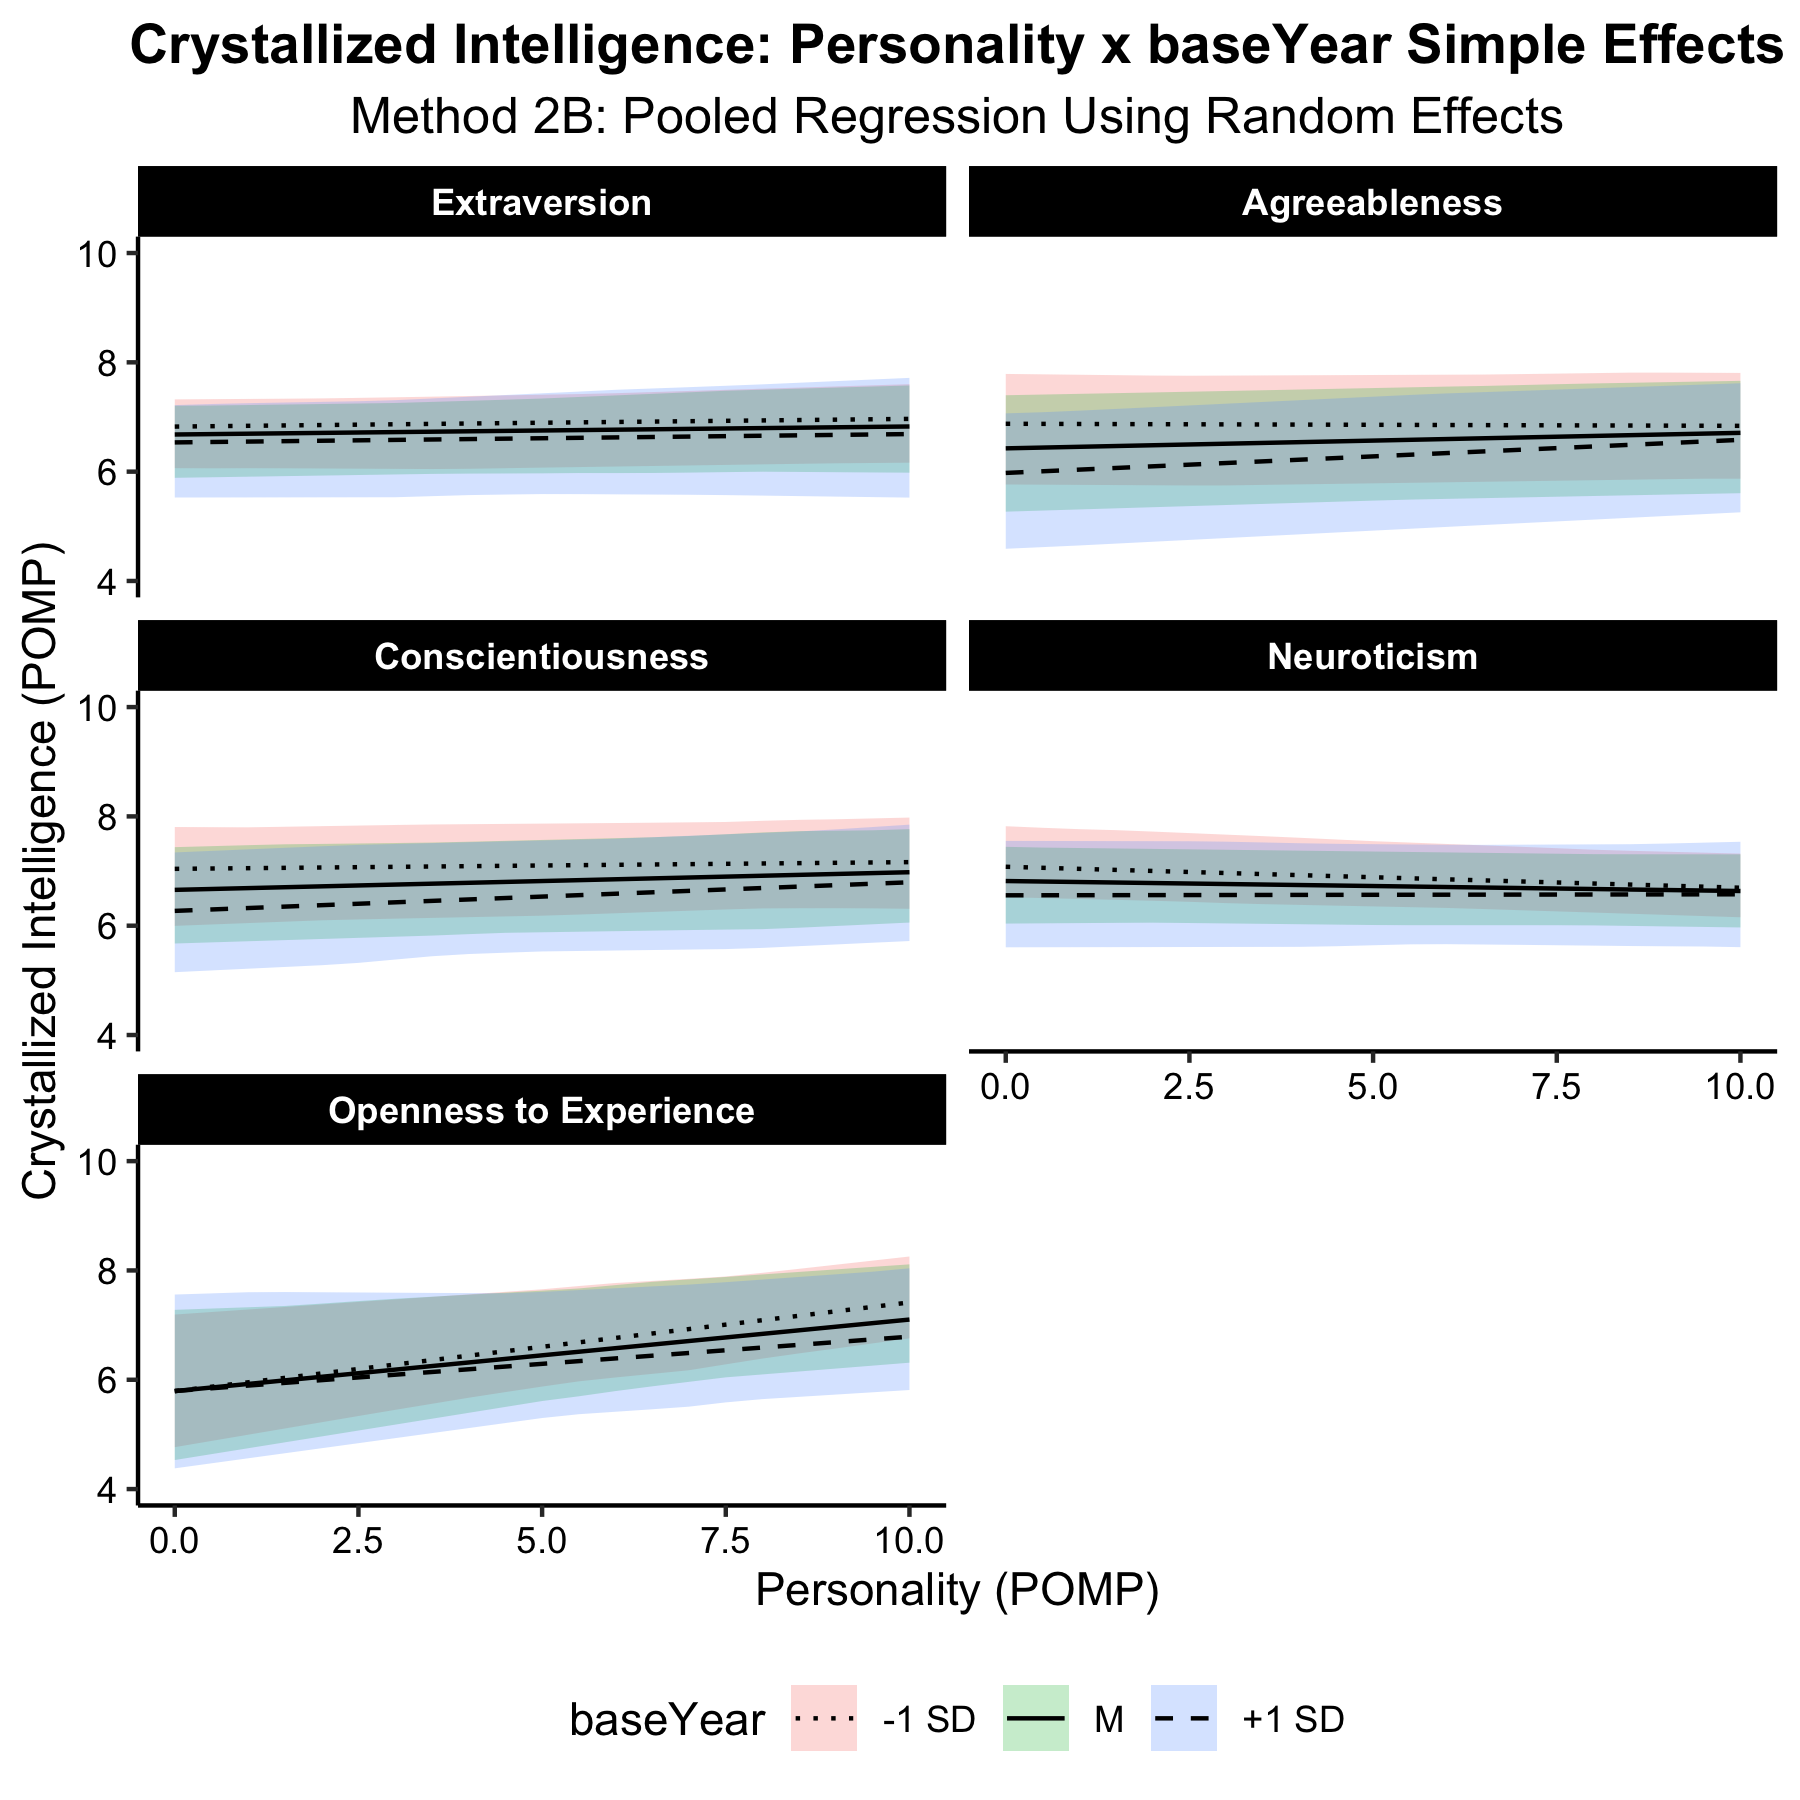 Crystallized Intelligence: Personality x baseYear Simple Effects
Method 2B: Pooled Regression Using Random Effects
Extraversion
Agreeableness
10
8
6
4
Conscientiousness
Neuroticism
10
8
6
4
0.0 2.5 5.0 7.5 10.0
Openness to Experience
10
8
6
4
0.0 2.5 5.0 7.5 10.0
Crystallized Intelligence (POMP)
Personality (POMP)
baseYear -1 SD M +1 SD